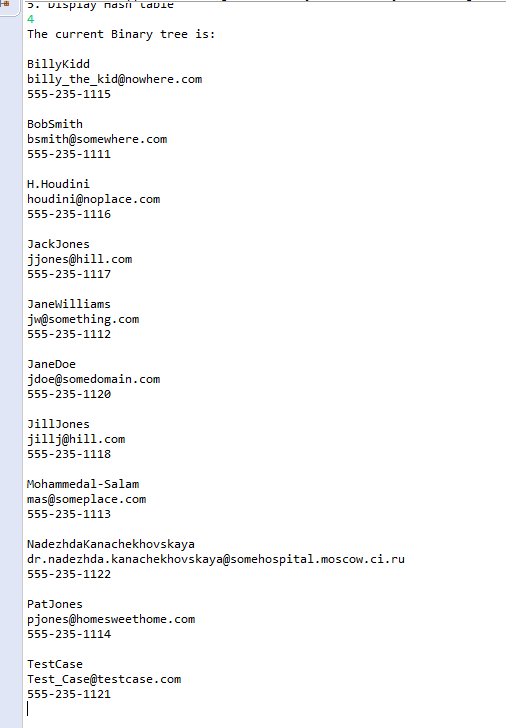 5. Display Hash table
4
The current Binary tree is:
BillyKidd
billy_the_kid@nowhere.com
555-235-1115
BobSmith
bsmith@somewhere.com
555-235-1111
H.Houdini
houdini@noplace.com
555-235-1116
JackJones
jjones@hill.com
555-235-1117
JaneWilliams
jw@something.com
555-235-1112
JaneDoe
jdoe@somedomain.com
555-235-1120
JillJones
jillj@hill.com
555-235-1118
Mohammedal-Salam
mas@someplace.com
555-235-1113
NadezhdaKanachekhovskaya
dr.nadezhda.kanachekhovskaya@somehospital.moscow.ci.ru
555-235-1122
PatJones
pjones@homesweethome.com
555-235-1114
TestCase
Test_Case@testcase.com
555-235-1121